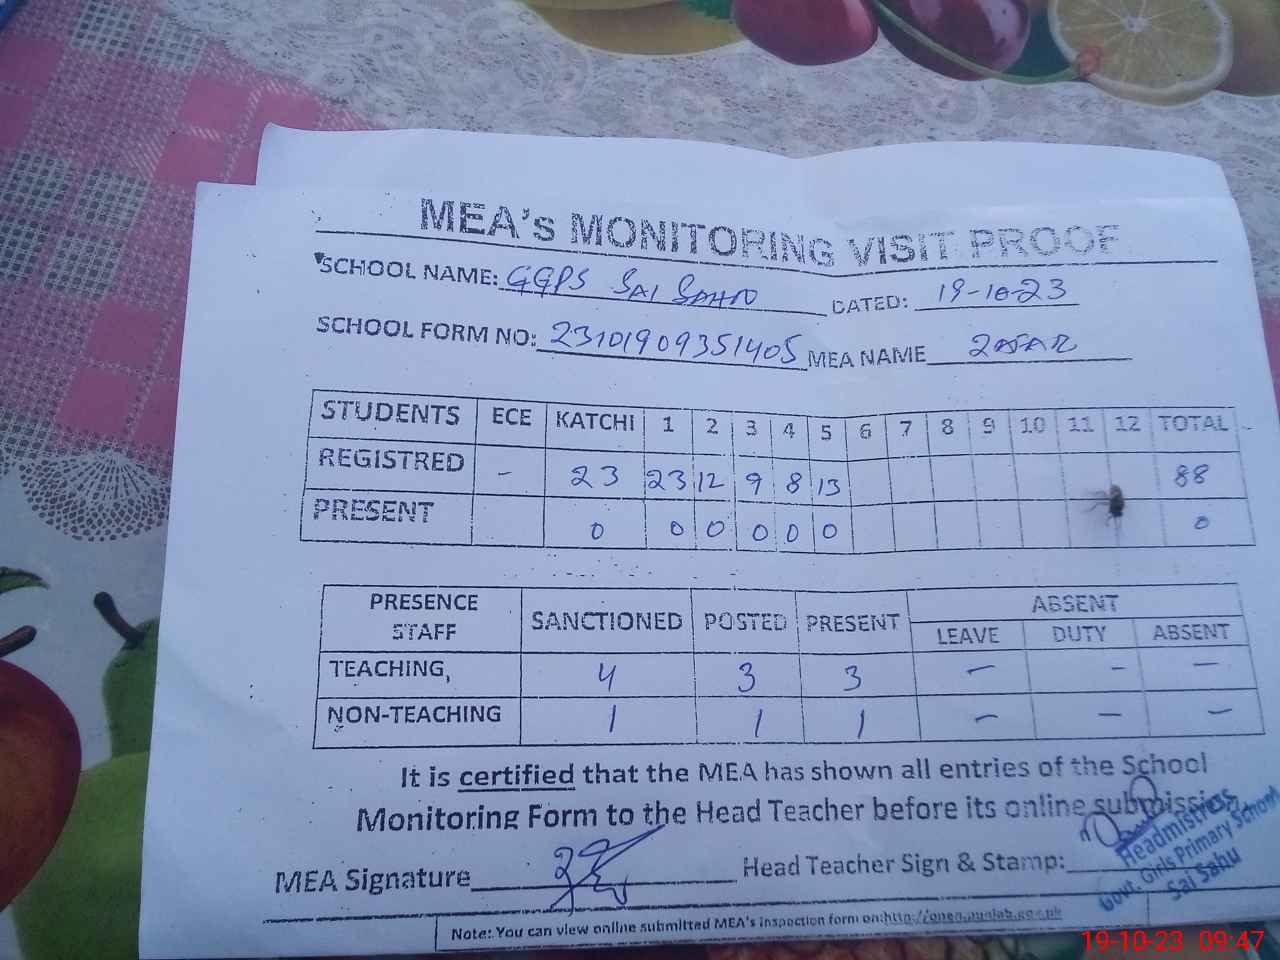 MEA's MONITORING VISIT PROOF
SCHOOL NAME: GGPS SAI SAHU DATED: 19-10-23
SCHOOL FORM NO: 23101909351405 MEA NAME ZAFAR
STUDENTS ECE KATCHI 1 2 3 4 5 6 7 8 9 10 11 12 TOTAL
REGISTRED - 23 23 12 9 8 13 88
PRESENT 0 0 0 0 0 0 0
PRESENCE STAFF SANCTIONED POSTED PRESENT ABSENT
LEAVE DUTY ABSENT
TEACHING, 4 3 3 - - -
NON-TEACHING 1 1 1 - - -
It is certified that the MEA has shown all entries of the School
Monitoring Form to the Head Teacher before its online submission
MEA Signature Head Teacher Sign & Stamp:
Headmistress
Govt. Girls Primary School
Sai Sahu
Note: You can view online submitted MEA's inspection form on:
19-10-23 09:47